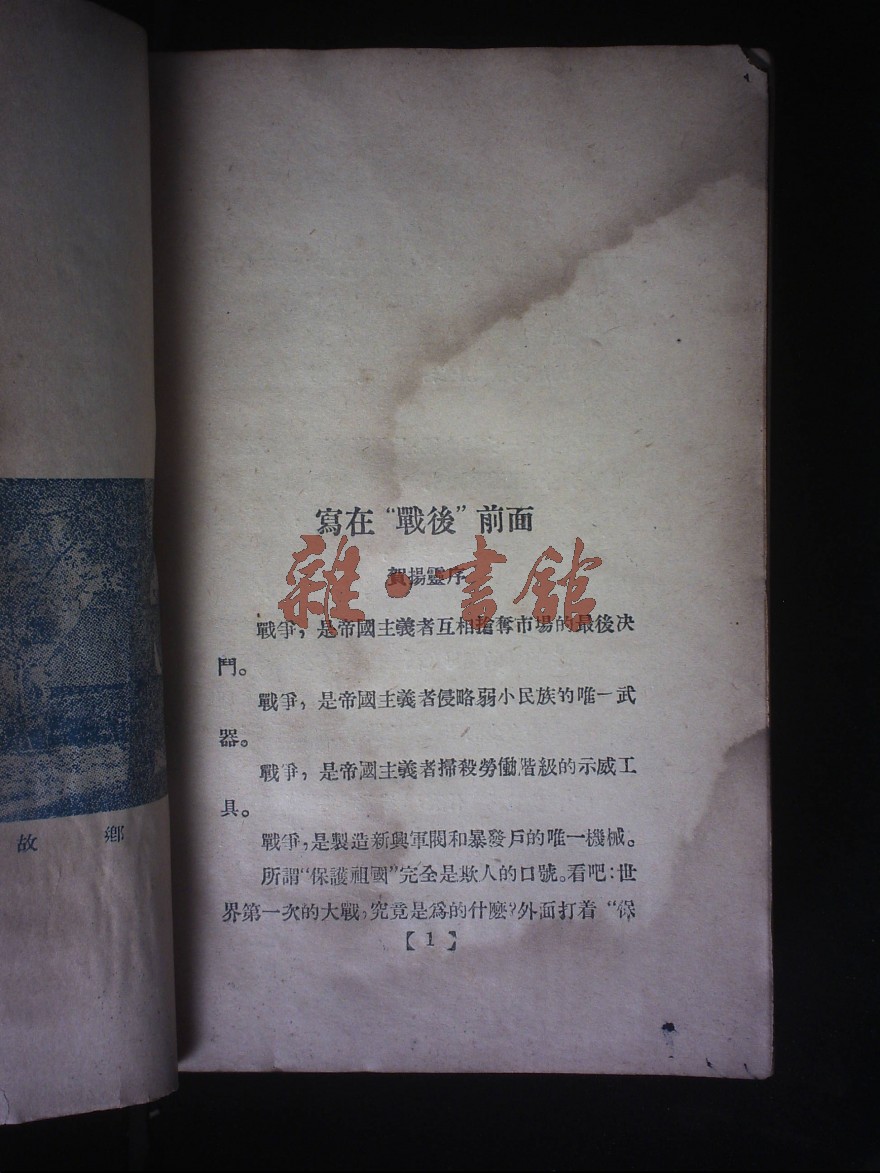 故鄉
寫在“戰後”前面
賀揚靈序
雜·書館
戰爭，是帝國主義者互相搶奪市場的最後决
鬥。
戰爭，是帝國主義者侵略弱小民族的唯一武
器。
戰爭，是帝國主義者掃殺勞働階級的示威工
具。
戰爭，是製造新興軍閥和暴發戶的唯一機械。
所謂“保護祖國”完全是欺人的口號。看吧：世
界第一次的大戰，究竟是爲的什麽？外面打着“保
【1】